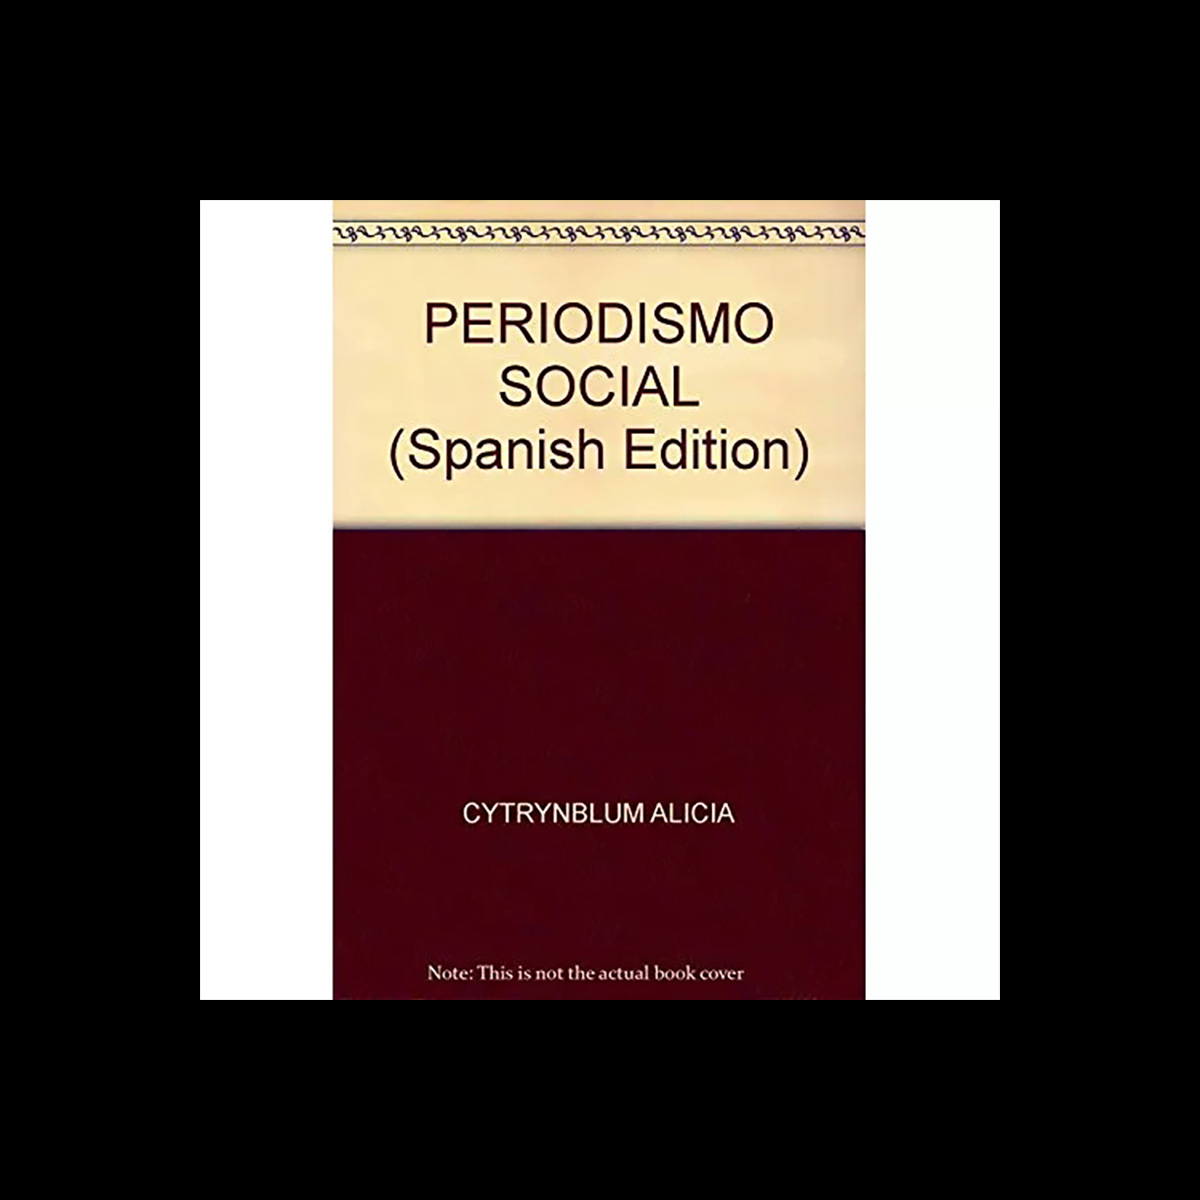 PERIODISMO
SOCIAL
(Spanish Edition)
CYTRYNBLUM ALICIA
Note: This is not the actual book cover